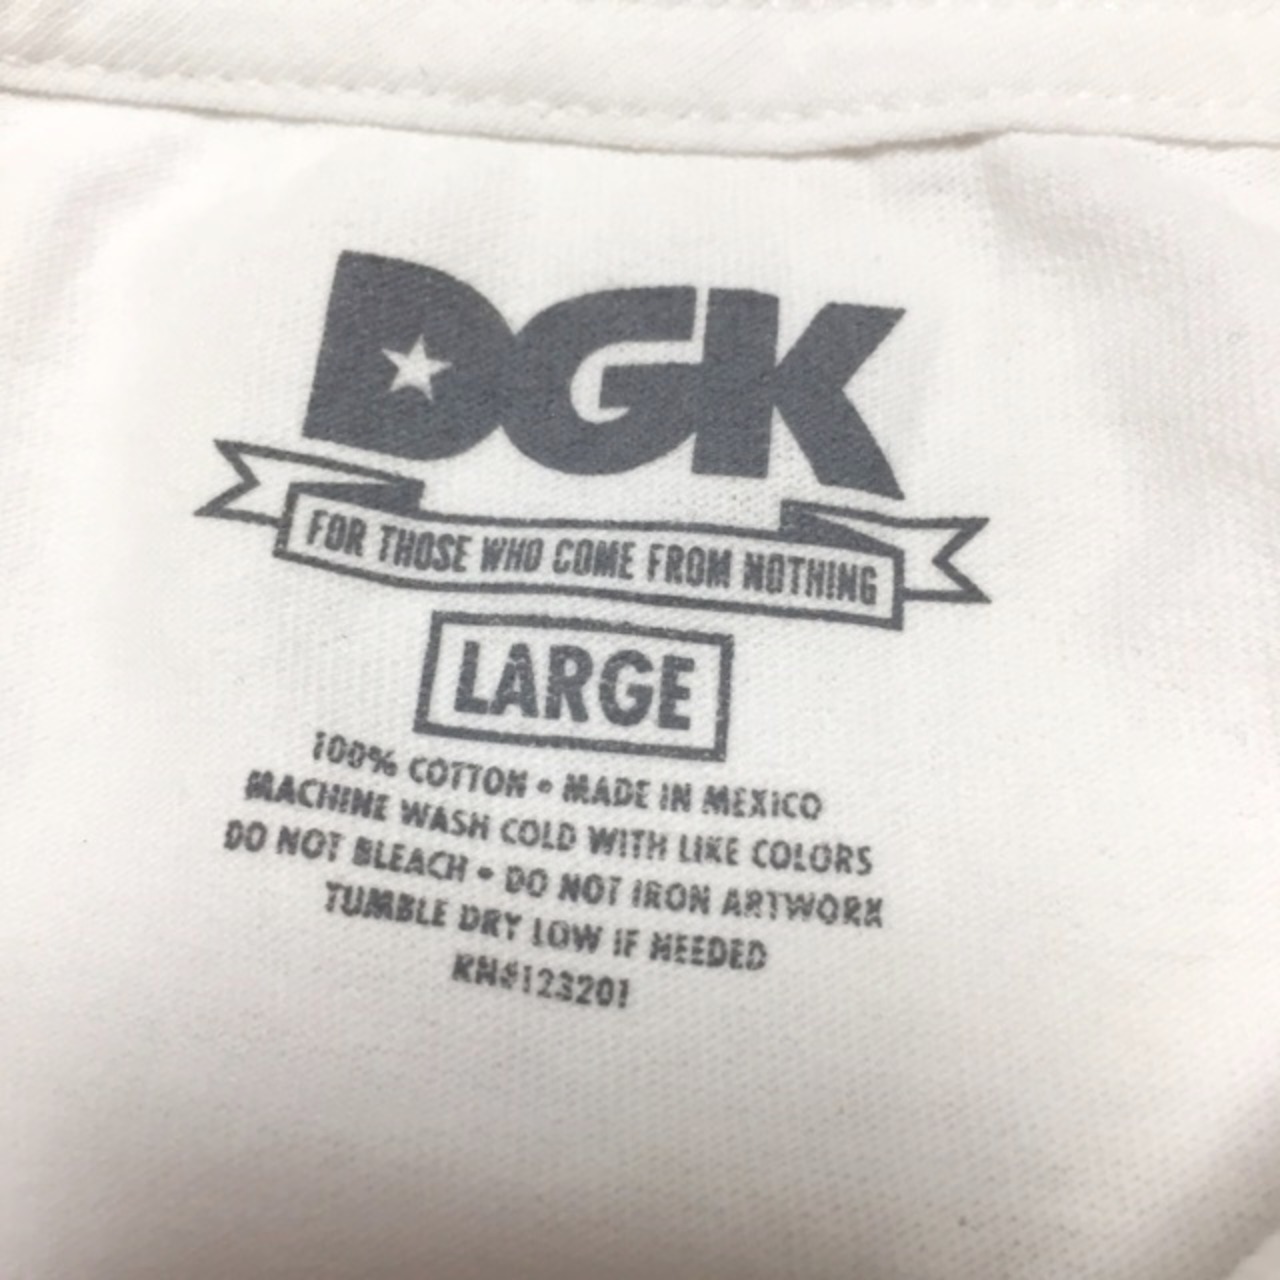 DGK
FOR THOSE WHO COME FROM NOTHING
LARGE
100% COTTON • MADE IN MEXICO
MACHINE WASH COLD WITH LIKE COLORS
DO NOT BLEACH • DO NOT IRON ARTWORK
TUMBLE DRY LOW IF NEEDED
RN#123201